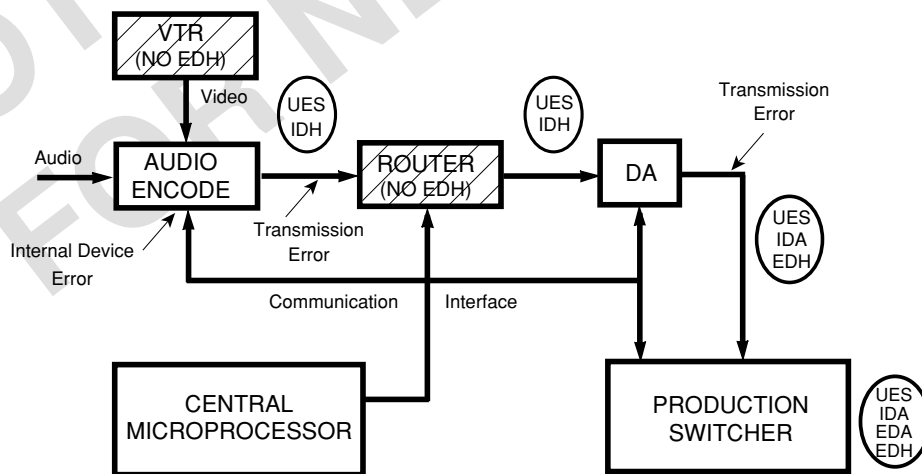 VTR
(NO EDH)
Video
UES
IDH
UES
IDH
Transmission
Error
Audio
AUDIO
ENCODE
ROUTER
(NO EDH)
DA
Internal Device
Error
Transmission
Error
UES
IDA
EDH
Communication
Interface
CENTRAL
MICROPROCESSOR
PRODUCTION
SWITCHER
UES
IDA
EDA
EDH
FOR